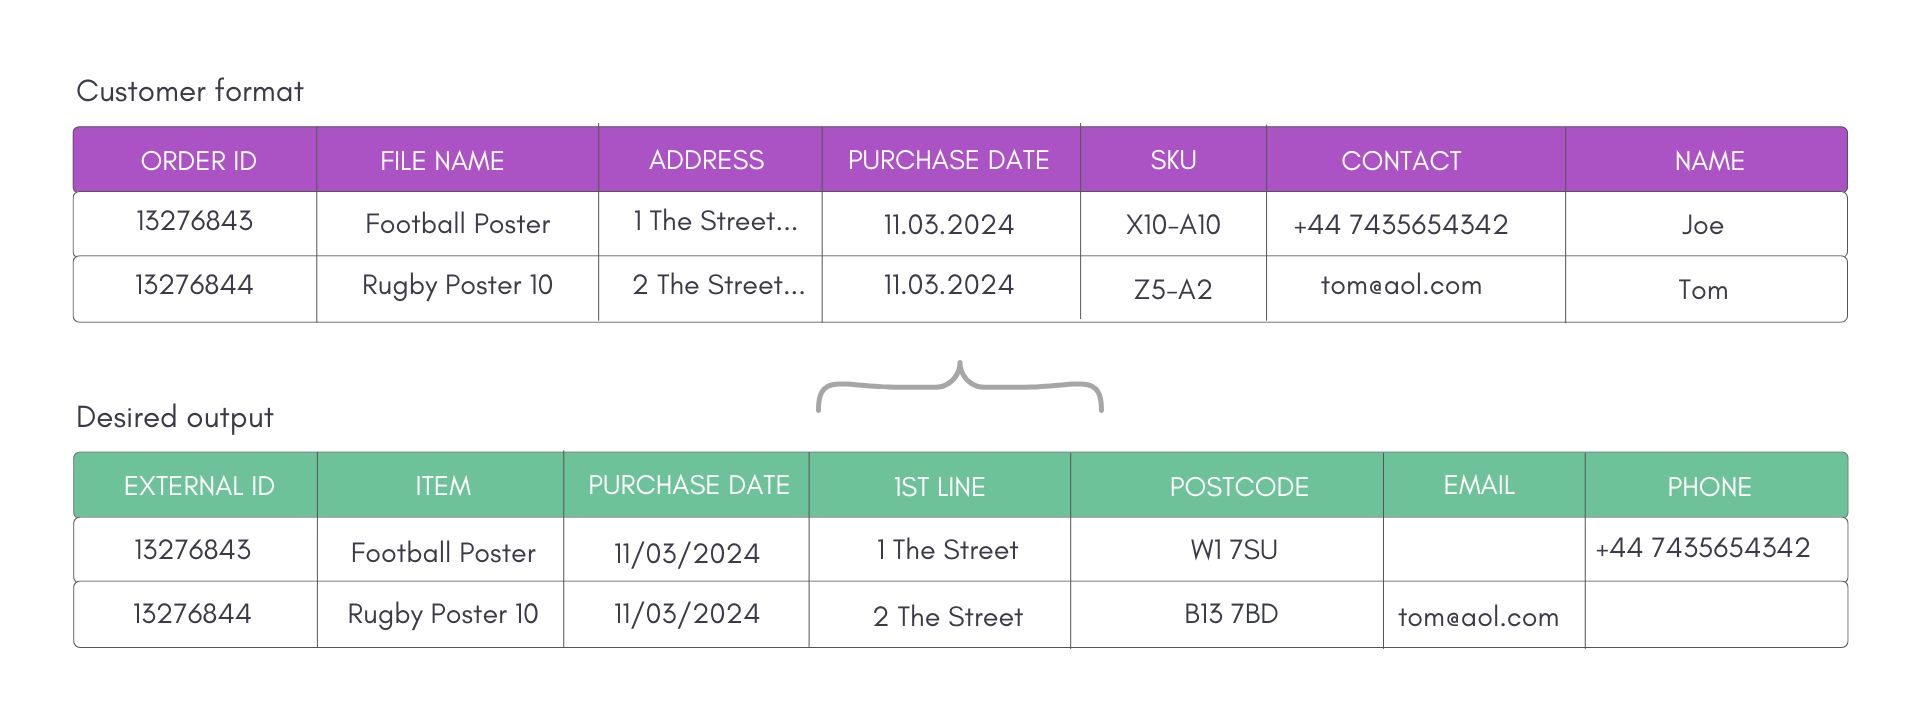 Customer format
ORDER ID FILE NAME ADDRESS PURCHASE DATE SKU CONTACT NAME
13276843 Football Poster 1 The Street... 11.03.2024 X10-A10 +44 7435654342 Joe
13276844 Rugby Poster 10 2 The Street... 11.03.2024 Z5-A2 tom@aol.com Tom
Desired output
EXTERNAL ID ITEM PURCHASE DATE 1ST LINE POSTCODE EMAIL PHONE
13276843 Football Poster 11/03/2024 1 The Street W1 7SU +44 7435654342
13276844 Rugby Poster 10 11/03/2024 2 The Street B13 7BD tom@aol.com